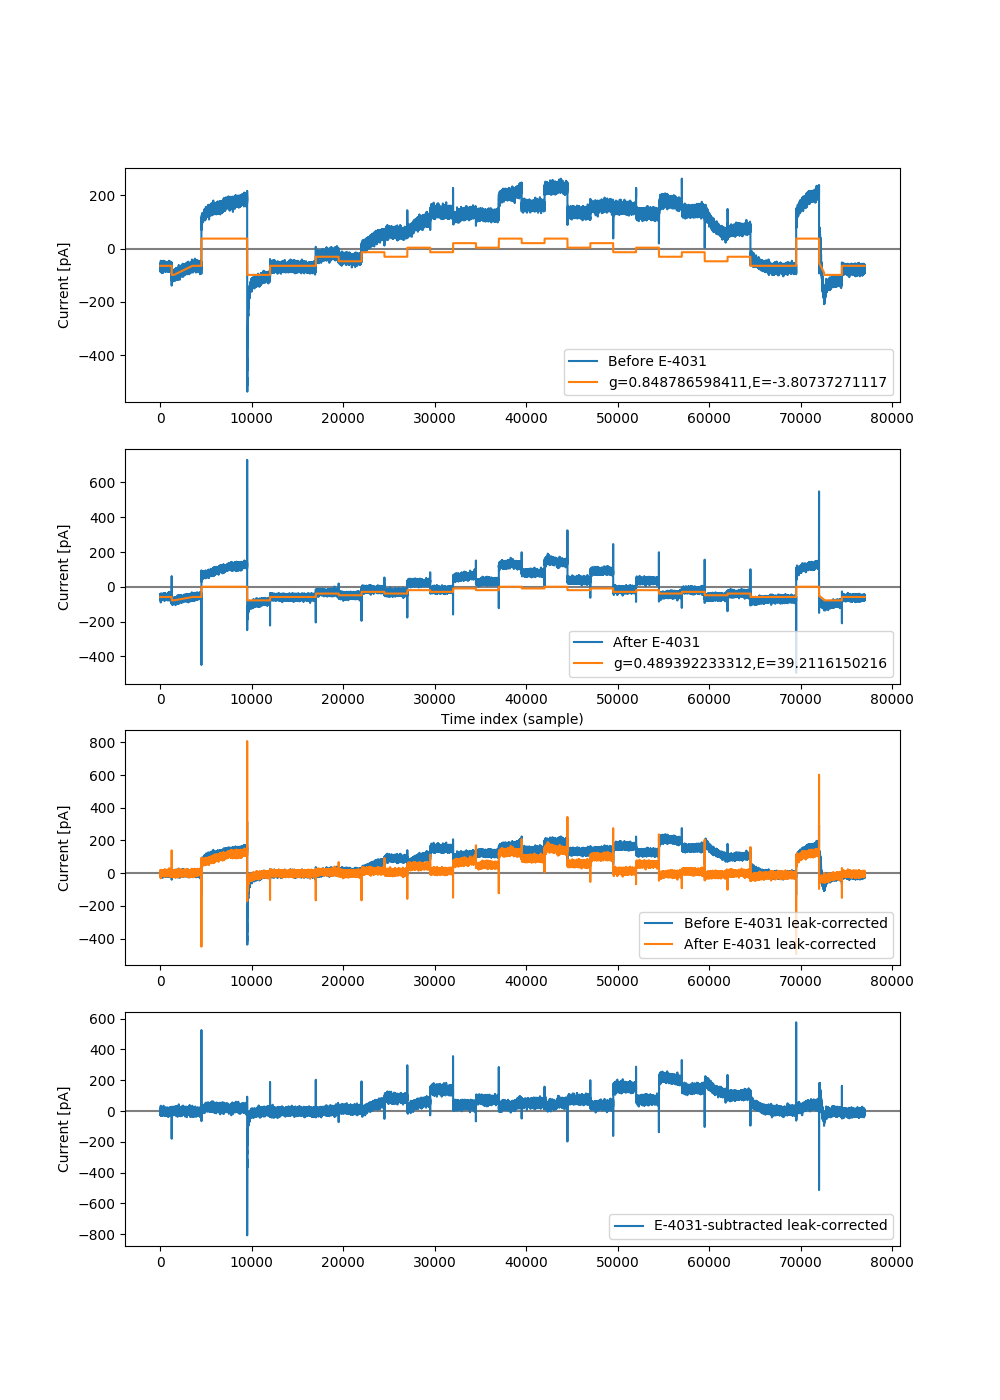 200
0
−200
−400
Current [pA]
Before E-4031
g=0.848786598411,E=-3.80737271117
0 10000 20000 30000 40000 50000 60000 70000 80000
600
400
200
0
−200
−400
Current [pA]
After E-4031
g=0.489392233312,E=39.2116150216
0 10000 20000 30000 40000 50000 60000 70000 80000
Time index (sample)
800
600
400
200
0
−200
−400
Current [pA]
Before E-4031 leak-corrected
After E-4031 leak-corrected
0 10000 20000 30000 40000 50000 60000 70000 80000
600
400
200
0
−200
−400
−600
−800
Current [pA]
E-4031-subtracted leak-corrected
0 10000 20000 30000 40000 50000 60000 70000 80000